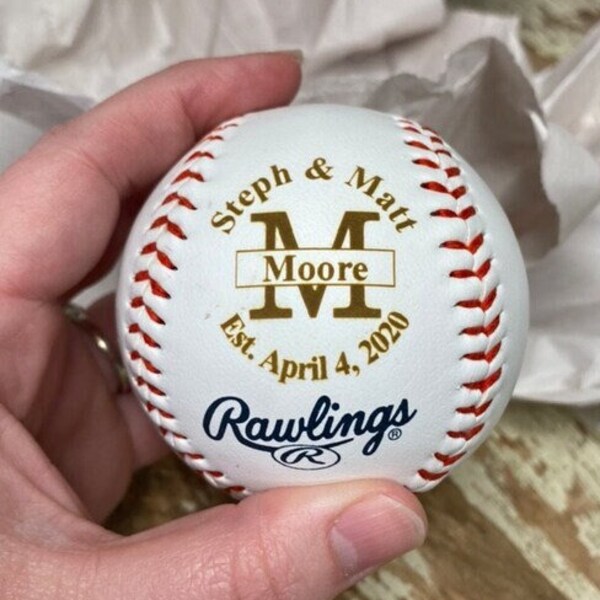 Steph & Matt
M
Moore
Est. April 4, 2020
Rawlings®
R